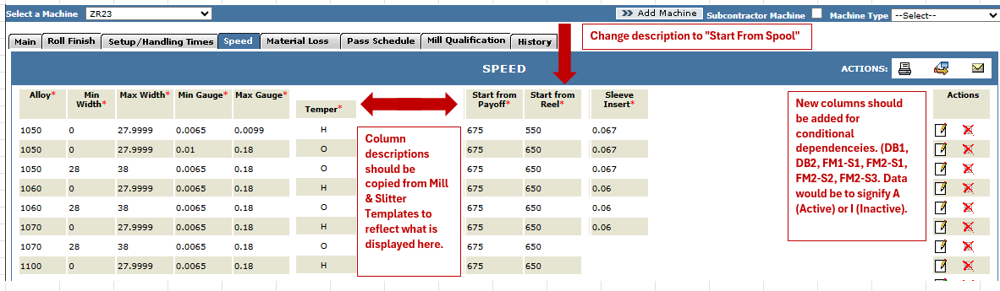 Select a Machine ZR23 Add Machine Subcontractor Machine Machine Type --Select--
Main Roll Finish Setup/Handling Times Speed Material Loss Pass Schedule Mill Qualification History
Change description to "Start From Spool"
SPEED
ACTIONS:
Alloy* Min Width* Max Width* Min Gauge* Max Gauge* Temper* Start from Payoff* Start from Reel* Sleeve Insert* Actions
1050 0 27.9999 0.0065 0.0099 H 675 550 0.067
1050 0 27.9999 0.01 0.18 O 675 650 0.067
1050 28 38 0.0065 0.18 O 675 650 0.067
1060 0 27.9999 0.0065 0.18 H 675 650 0.06
1060 28 38 0.0065 0.18 O 675 650 0.06
1070 0 27.9999 0.0065 0.18 H 675 650 0.06
1070 28 38 0.0065 0.18 O 675 650
1100 0 27.9999 0.0065 0.18 H 675 650
Column
descriptions
should be
copied from Mill
& Slitter
Templates to
reflect what is
displayed here.
New columns should
be added for
conditional
dependenceies. (DB1,
DB2, FM1-S1, FM2-S1,
FM2-S2, FM2-S3. Data
would be to signify A
(Active) or I (Inactive).